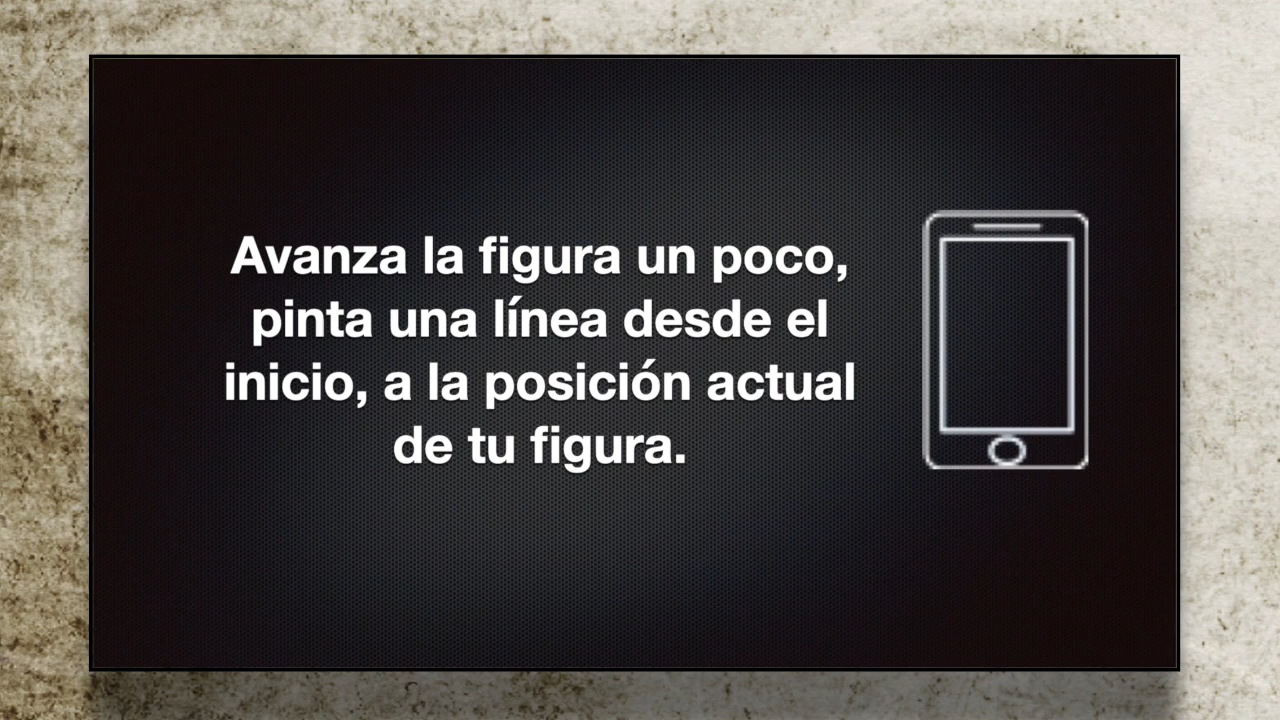 Avanza la figura un poco,
pinta una línea desde el
inicio, a la posición actual
de tu figura.